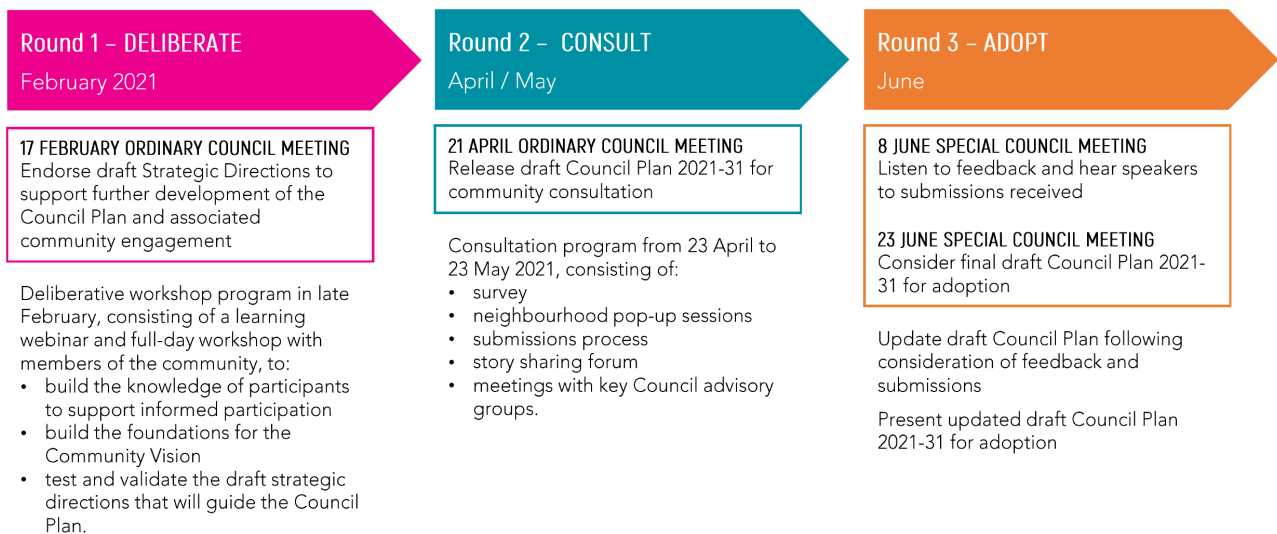 Round 1 – DELIBERATE
February 2021
17 FEBRUARY ORDINARY COUNCIL MEETING
Endorse draft Strategic Directions to
support further development of the
Council Plan and associated
community engagement
Deliberative workshop program in late
February, consisting of a learning
webinar and full-day workshop with
members of the community, to:
• build the knowledge of participants
to support informed participation
• build the foundations for the
Community Vision
• test and validate the draft strategic
directions that will guide the Council
Plan.
Round 2 – CONSULT
April / May
21 APRIL ORDINARY COUNCIL MEETING
Release draft Council Plan 2021-31 for
community consultation
Consultation program from 23 April to
23 May 2021, consisting of:
• survey
• neighbourhood pop-up sessions
• submissions process
• story sharing forum
• meetings with key Council advisory
groups.
Round 3 – ADOPT
June
8 JUNE SPECIAL COUNCIL MEETING
Listen to feedback and hear speakers
to submissions received
23 JUNE SPECIAL COUNCIL MEETING
Consider final draft Council Plan 2021-
31 for adoption
Update draft Council Plan following
consideration of feedback and
submissions
Present updated draft Council Plan
2021-31 for adoption